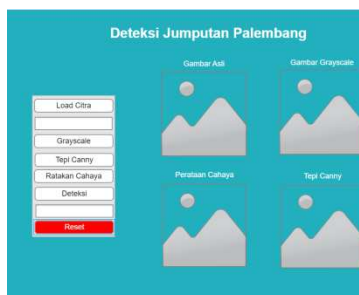 Deteksi Jumputan Palembang
Gambar Asli
Gambar Grayscale
Load Citra
Grayscale
Tepi Canny
Ratakan Cahaya
Deteksi
Reset
Perataan Cahaya
Tepi Canny